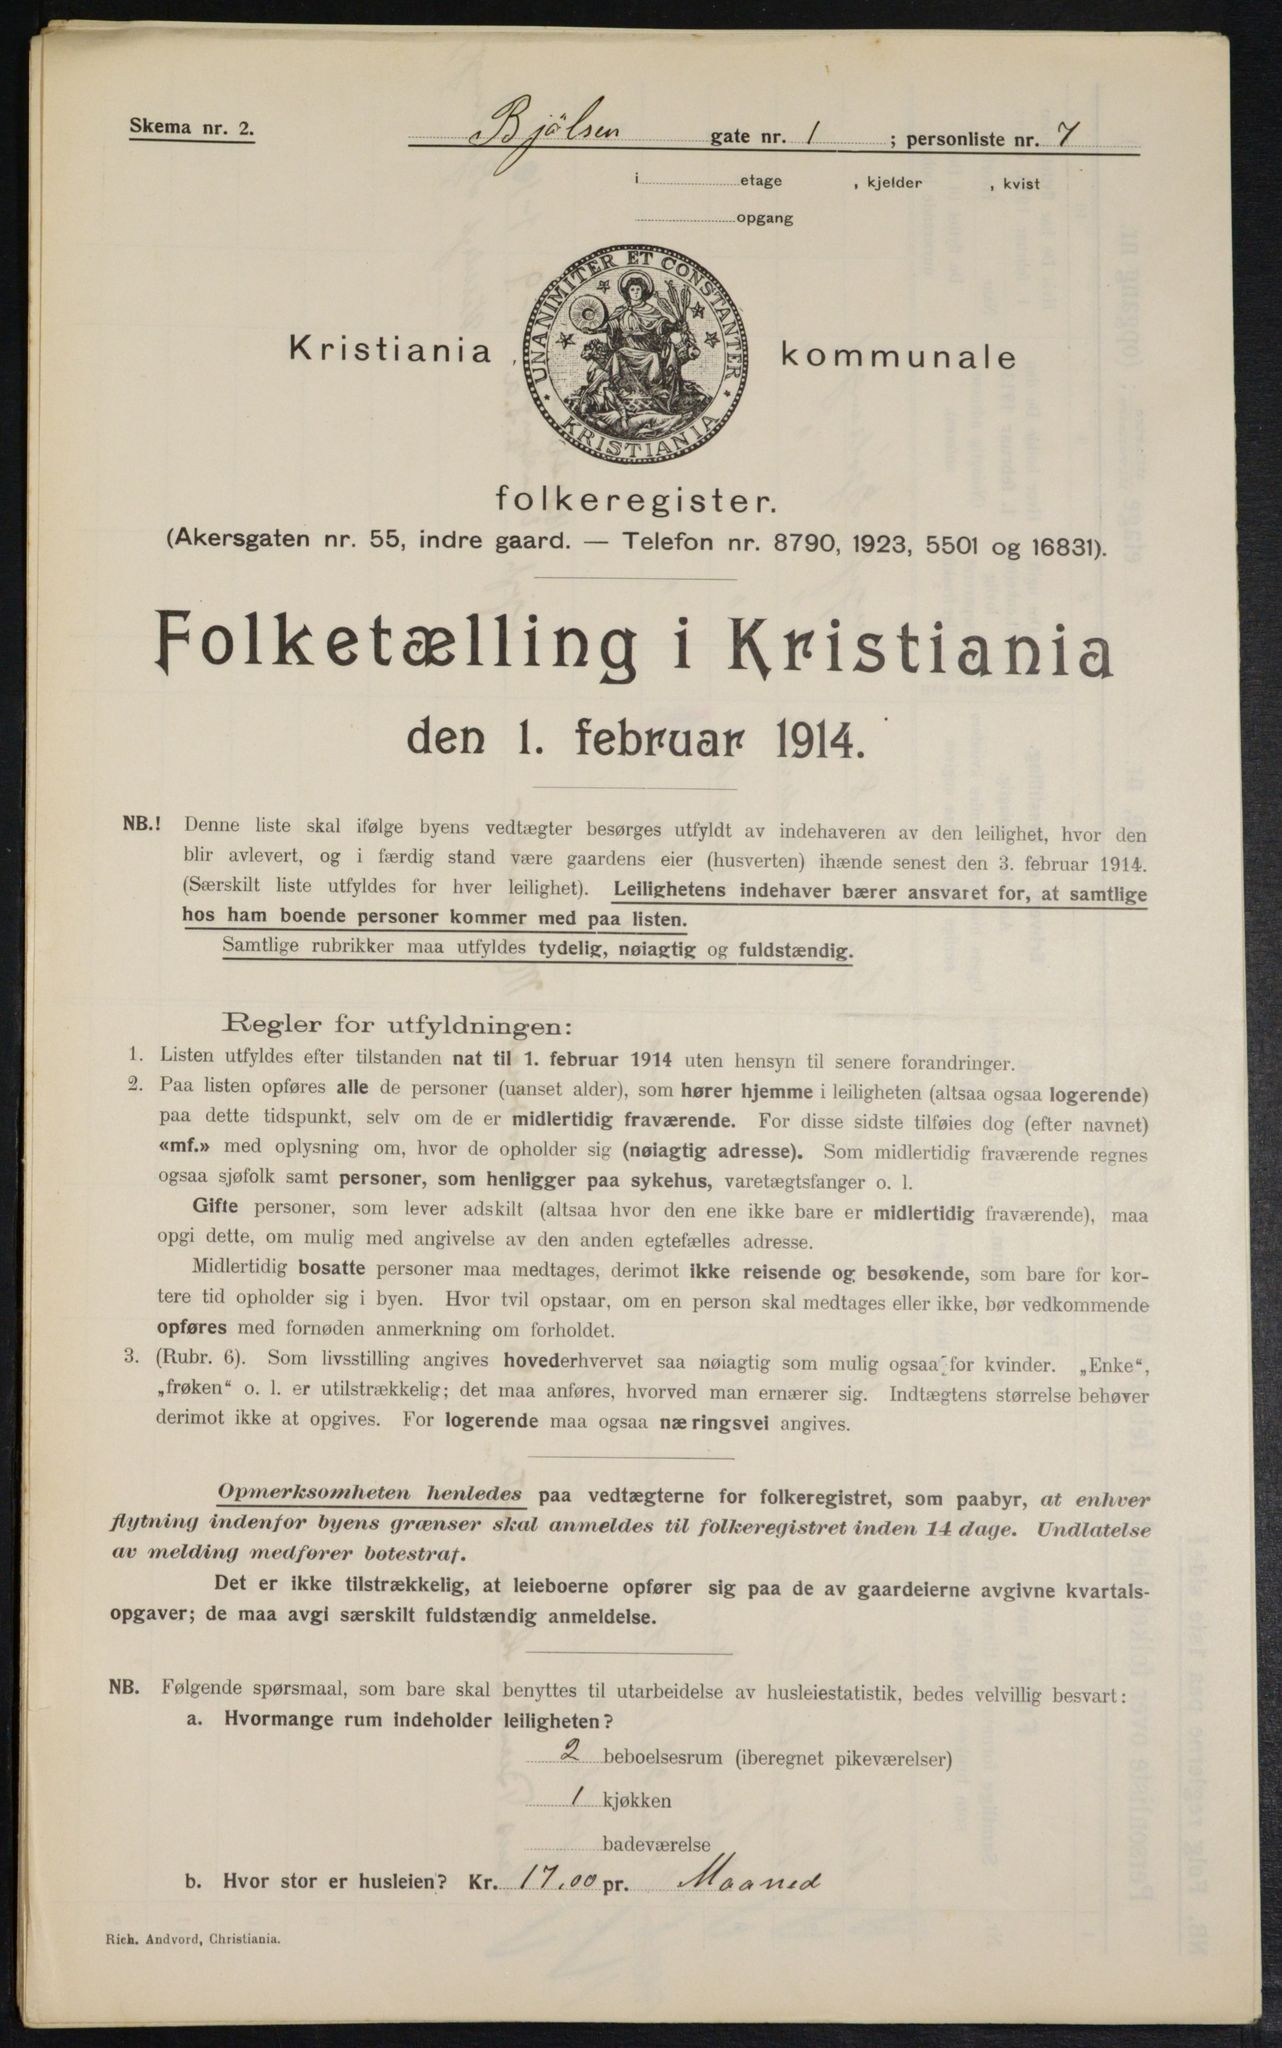 Skema nr. 2.
Bjölsen gate nr. 1 ; personliste nr. 7
i etage , kjelder , kvist
opgang
UNANIMITER ET CONSTANTER
KRISTIANIA
Kristiania kommunale
folkeregister.
(Akersgaten nr. 55, indre gaard. — Telefon nr. 8790, 1923, 5501 og 16831).
Folketælling i Kristiania
den 1. februar 1914.
NB.! Denne liste skal ifølge byens vedtægter besørges utfyldt av indehaveren av den leilighet, hvor den
blir avlevert, og i færdig stand være gaardens eier (husverten) ihænde senest den 3. februar 1914.
(Særskilt liste utfyldes for hver leilighet). Leilighetens indehaver bærer ansvaret for, at samtlige
hos ham boende personer kommer med paa listen.
Samtlige rubrikker maa utfyldes tydelig, nøiagtig og fuldstændig.
Regler for utfyldningen:
1. Listen utfyldes efter tilstanden nat til 1. februar 1914 uten hensyn til senere forandringer.
2. Paa listen opføres alle de personer (uanset alder), som hører hjemme i leiligheten (altsaa ogsaa logerende)
paa dette tidspunkt, selv om de er midlertidig fraværende. For disse sidste tilføies dog (efter navnet)
«mf.» med oplysning om, hvor de opholder sig (nøiagtig adresse). Som midlertidig fraværende regnes
ogsaa sjøfolk samt personer, som henligger paa sykehus, varetægtsfanger o. l.
Gifte personer, som lever adskilt (altsaa hvor den ene ikke bare er midlertidig fraværende), maa
opgi dette, om mulig med angivelse av den anden egtefælles adresse.
Midlertidig bosatte personer maa medtages, derimot ikke reisende og besøkende, som bare for kor-
tere tid opholder sig i byen. Hvor tvil opstaar, om en person skal medtages eller ikke, bør vedkommende
opføres med fornøden anmerkning om forholdet.
3. (Rubr. 6). Som livsstilling angives hovederhvervet saa nøiagtig som mulig ogsaa for kvinder. „Enke“,
„frøken“ o. l. er utilstrækkelig; det maa anføres, hvorved man ernærer sig. Indtægtens størrelse behøver
derimot ikke at opgives. For logerende maa ogsaa næringsvei angives.
Opmerksomheten henledes paa vedtægterne for folkeregistret, som paabyr, at enhver
flytning indenfor byens grænser skal anmeldes til folkeregistret inden 14 dage. Undlatelse
av melding medfører botestraf.
Det er ikke tilstrækkelig, at leieboerne opfører sig paa de av gaardeierne avgivne kvartals-
opgaver; de maa avgi særskilt fuldstændig anmeldelse.
NB. Følgende spørsmaal, som bare skal benyttes til utarbeidelse av husleiestatistik, bedes velvillig besvart:
a. Hvormange rum indeholder leiligheten?
2 beboelsesrum (iberegnet pikeværelser)
1 kjøkken
badeværelse
b. Hvor stor er husleien? Kr. 17.00 pr. Maaned
Rich. Andvord, Christiania.